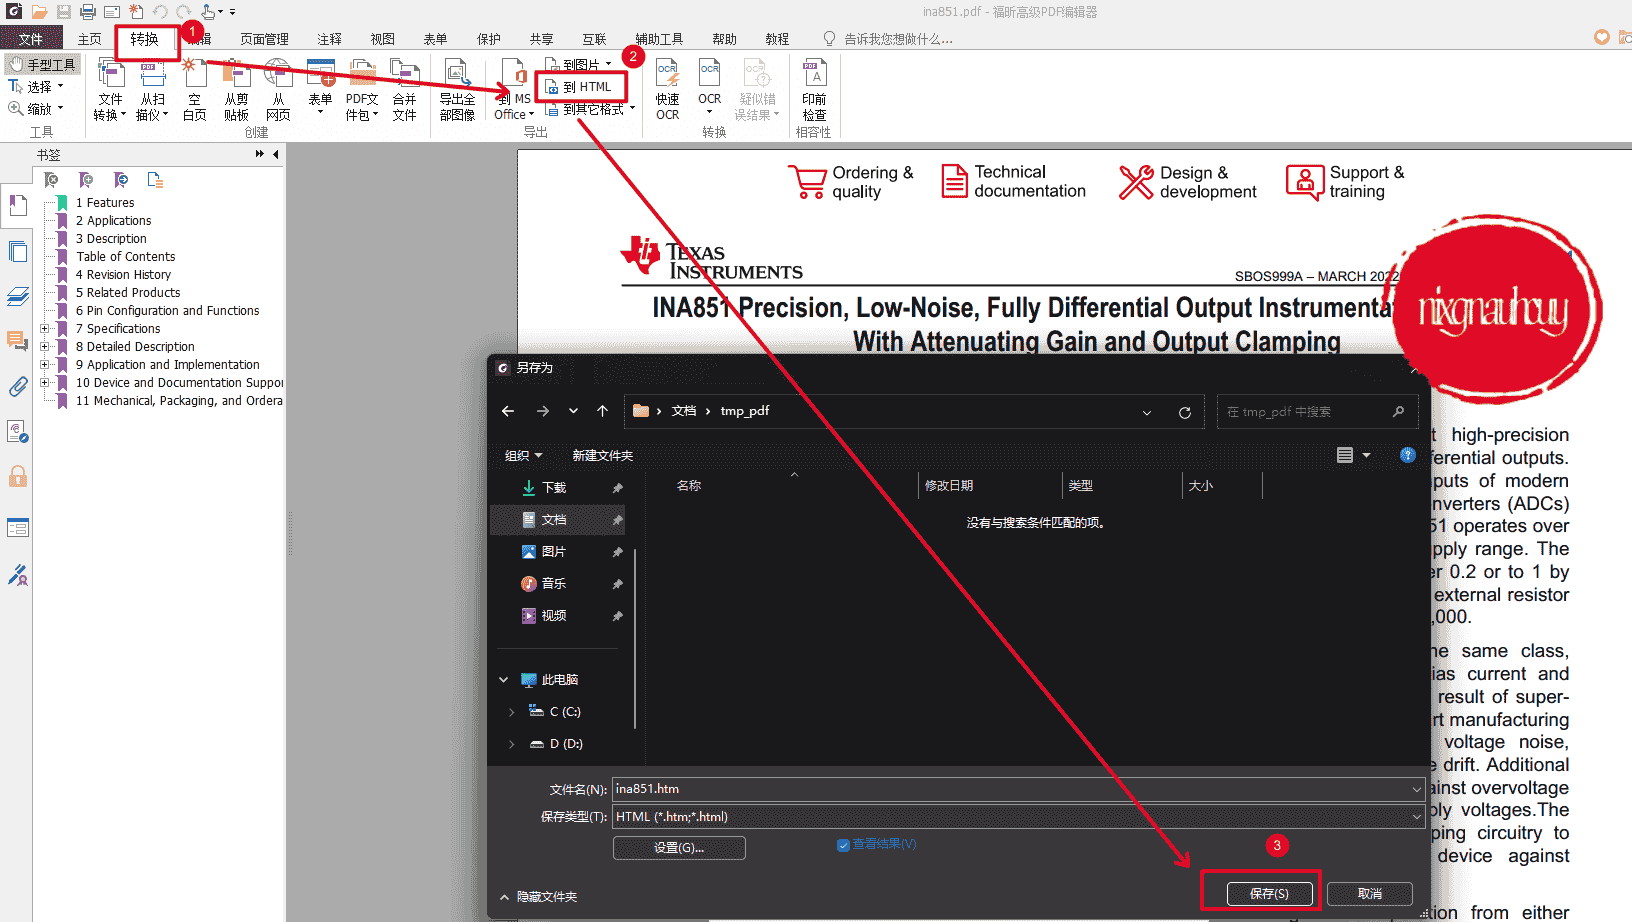 ina851.pdf - 福昕高级PDF编辑器
文件
主页
转换
1
编辑
页面管理
注释
视图
表单
保护
共享
互联
辅助工具
帮助
教程
告诉我您想做什么...
手型工具
选择
缩放
工具
文件
转换
从扫
描仪
空
白页
从剪
贴板
从
网页
表单
PDF文
件包
合并
文件
创建
导出全
部图像
到 MS
Office
到图片
2
到 HTML
到其它格式
导出
快速
OCR
OCR
疑似错
误结果
转换
印前
检查
相容性
书签
1 Features
2 Applications
3 Description
Table of Contents
4 Revision History
5 Related Products
6 Pin Configuration and Functions
7 Specifications
8 Detailed Description
9 Application and Implementation
10 Device and Documentation Suppor
11 Mechanical, Packaging, and Ordera
Ordering &
quality
Technical
documentation
Design &
development
Support &
training
TEXAS
INSTRUMENTS
SBOS999A – MARCH 2022
INA851 Precision, Low-Noise, Fully Differential Output Instrumenta
With Attenuating Gain and Output Clamping
nixgnauhouy
另存为
文档
tmp_pdf
在 tmp_pdf 中搜索
组织
新建文件夹
下载
文档
图片
音乐
视频
此电脑
C (C:)
D (D:)
名称
修改日期
类型
大小
没有与搜索条件匹配的项。
文件名(N):
ina851.htm
保存类型(T):
HTML (*.htm;*.html)
设置(G)...
查看结果(V)
3
隐藏文件夹
保存(S)
取消
t high-precision
ferential outputs.
puts of modern
nverters (ADCs)
51 operates over
pply range. The
er 0.2 or to 1 by
external resistor
,000.
he same class,
ias current and
result of super-
rt manufacturing
voltage noise,
e drift. Additional
ainst overvoltage
ply voltages.The
ping circuitry to
device against
tion from either